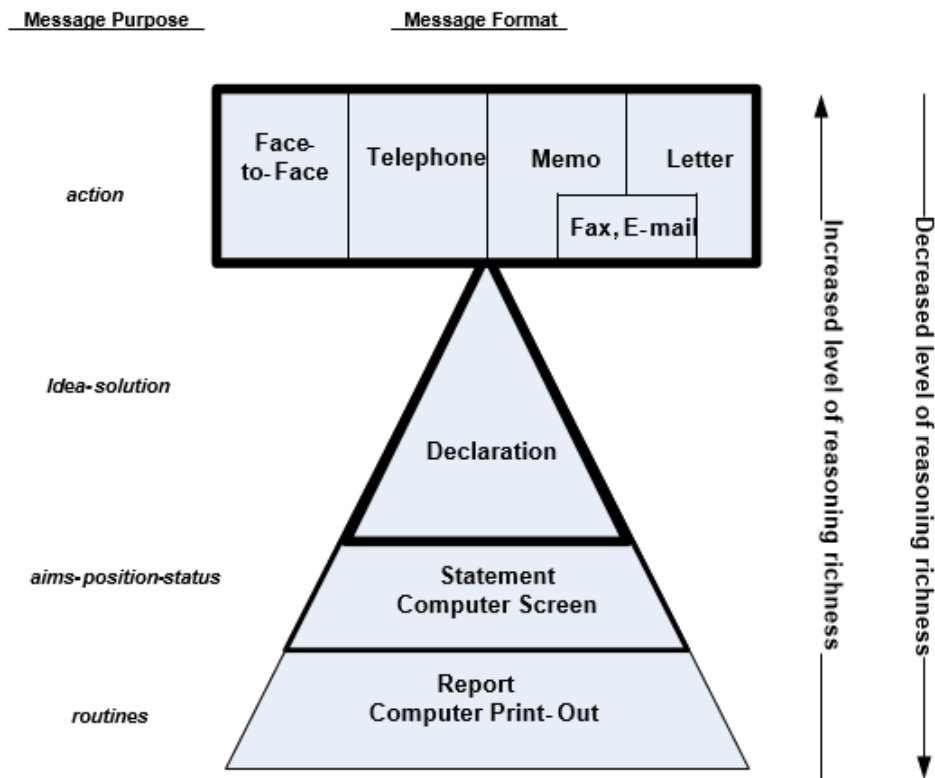 Message Purpose
Message Format
Face-
to-Face
Telephone
Memo
Letter
Fax, E-mail
action
Idea-solution
Declaration
aims-position-status
Statement
Computer Screen
routines
Report
Computer Print-Out
Increased level of reasoning richness
Decreased level of reasoning richness